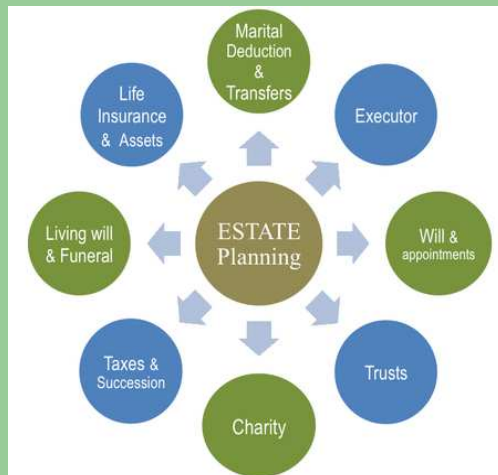 Marital
Deduction
&
Transfers
Executor
Will &
appointments
Trusts
Charity
Taxes &
Succession
Living will
& Funeral
Life
Insurance
& Assets
ESTATE
Planning